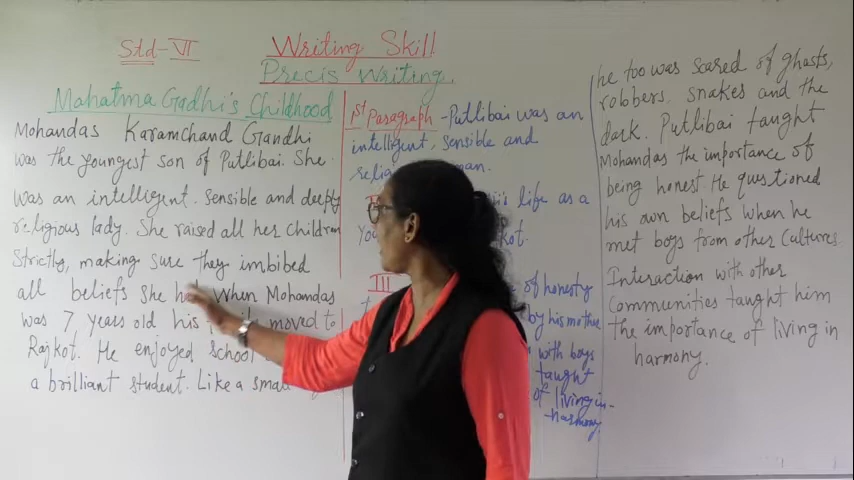 Std-VI
Writing Skill
Precis Writing
Mahatma Gadhi's Childhood
Mohandas Karamchand Gandhi
was the youngest son of Putlibai. She
was an intelligent. sensible and deeply
religious lady. She raised all her children
strictly, making sure they imbibed
all beliefs she When Mohandas
was 7 years old his moved to
Rajkot. He enjoyed school
a brilliant student. Like a small
1st Paragraph - Putlibai was an
intelligent, sensible and
life as a
III
of honesty
by his mother
with boys
taught
of living in-
-harmony
he too was scared of ghosts,
robbers, snakes and the
dark. Putlibai taught
Mohandas the importance of
being honest. He questioned
his own beliefs when he
met boys from other cultures.
Interaction with other
Communities taught him
the importance of living in
harmony.